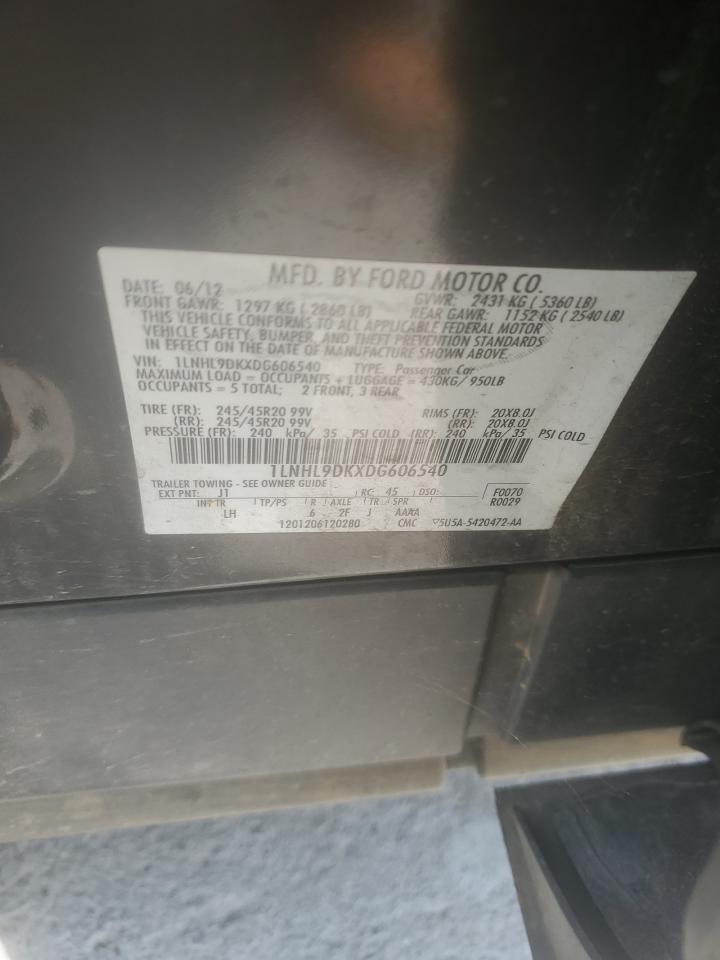 MFD. BY FORD MOTOR CO.
DATE: 06/12 GVWR: 2431 KG ( 5360 LB)
FRONT GAWR: 1297 KG ( 2860 LB) REAR GAWR: 1152 KG ( 2540 LB)
THIS VEHICLE CONFORMS TO ALL APPLICABLE FEDERAL MOTOR
VEHICLE SAFETY, BUMPER, AND THEFT PREVENTION STANDARDS
IN EFFECT ON THE DATE OF MANUFACTURE SHOWN ABOVE.
VIN: 1LNHL9DKXDG606540 TYPE: Passenger Car
MAXIMUM LOAD = OCCUPANTS + LUGGAGE = 430KG/ 950LB
OCCUPANTS = 5 TOTAL: 2 FRONT, 3 REAR
TIRE (FR): 245/45R20 99V RIMS (FR): 20X8.0J
(RR): 245/45R20 99V (RR): 20X8.0J
PRESSURE (FR): 240 kPa/ 35 PSI COLD (RR): 240 kPa/ 35 PSI COLD
1LNHL9DKXDG606540
TRAILER TOWING - SEE OWNER GUIDE
EXT PNT: J1 RC: 45 DSO: F0070
INT TR TP/PS R AXLE TR SPR R0029
LH 6 2F J AAAA
1201206120280 CMC 5U5A-5420472-AA